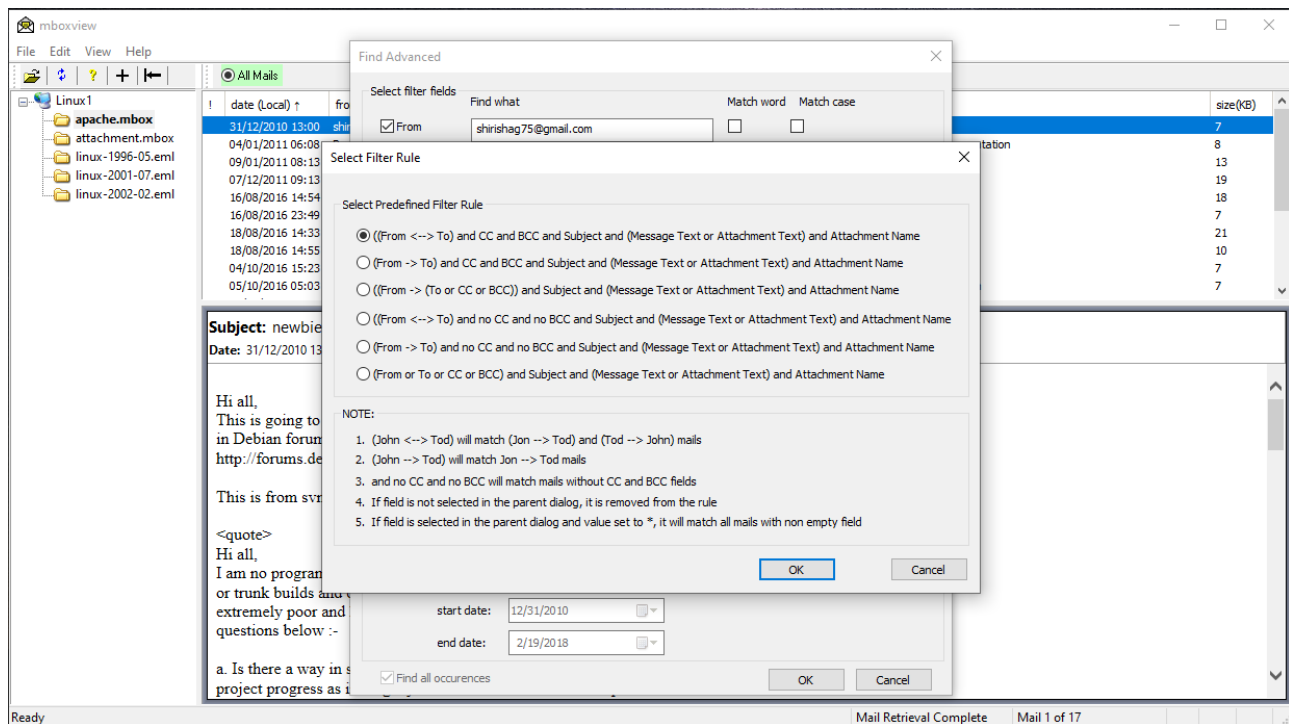 mboxview
File Edit View Help
All Mails
Linux1
apache.mbox
attachment.mbox
linux-1996-05.eml
linux-2001-07.eml
linux-2002-02.eml
! date (Local) ↑ size(KB)
31/12/2010 13:00 7
04/01/2011 06:08 8
09/01/2011 08:13 13
07/12/2011 09:13 19
16/08/2016 14:54 18
16/08/2016 23:49 7
18/08/2016 14:33 21
18/08/2016 14:55 10
04/10/2016 15:23 7
05/10/2016 05:03 7
Subject: newbie
Date: 31/12/2010 13
Hi all,
This is going to
in Debian forum
http://forums.de
This is from svn
<quote>
Hi all,
I am no program
or trunk builds and
extremely poor and
questions below :-
a. Is there a way in s
project progress as i
Find Advanced
Select filter fields
Find what Match word Match case
From shirishag75@gmail.com
Select Filter Rule
Select Predefined Filter Rule
((From <--> To) and CC and BCC and Subject and (Message Text or Attachment Text) and Attachment Name
(From -> To) and CC and BCC and Subject and (Message Text or Attachment Text) and Attachment Name
((From -> (To or CC or BCC)) and Subject and (Message Text or Attachment Text) and Attachment Name
((From <--> To) and no CC and no BCC and Subject and (Message Text or Attachment Text) and Attachment Name
(From -> To) and no CC and no BCC and Subject and (Message Text or Attachment Text) and Attachment Name
(From or To or CC or BCC) and Subject and (Message Text or Attachment Text) and Attachment Name
NOTE:
1. (John <--> Tod) will match (Jon --> Tod) and (Tod --> John) mails
2. (John --> Tod) will match Jon --> Tod mails
3. and no CC and no BCC will match mails without CC and BCC fields
4. If field is not selected in the parent dialog, it is removed from the rule
5. If field is selected in the parent dialog and value set to *, it will match all mails with non empty field
OK Cancel
start date: 12/31/2010
end date: 2/19/2018
Find all occurences
OK Cancel
Ready Mail Retrieval Complete Mail 1 of 17